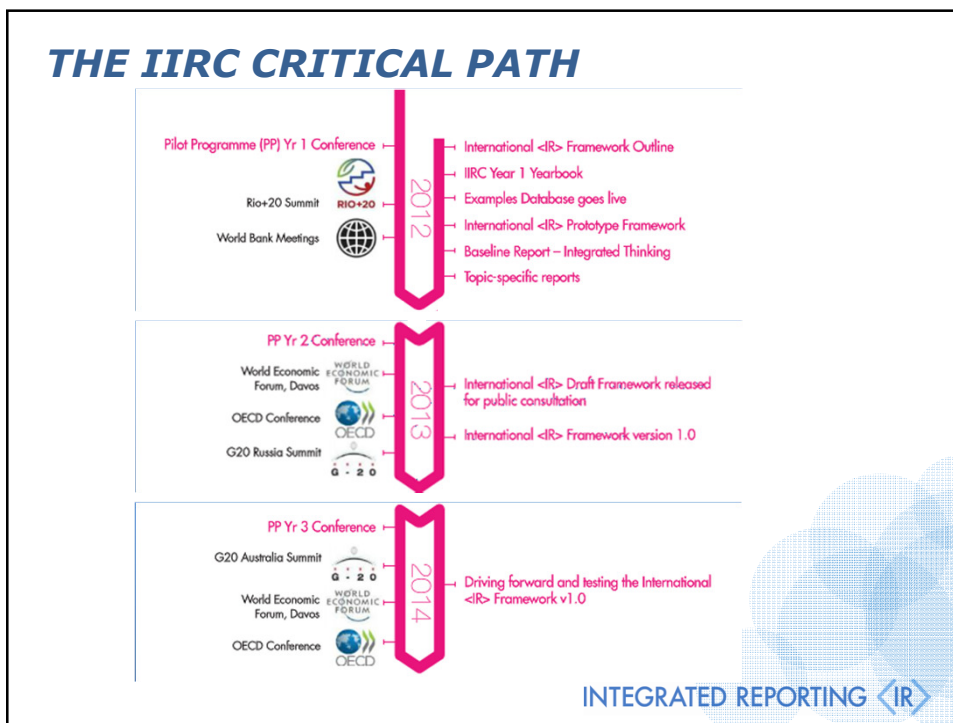 THE IIRC CRITICAL PATH
Pilot Programme (PP) Yr 1 Conference
Rio+20 Summit
RIO+20
World Bank Meetings
2012
International <IR> Framework Outline
IIRC Year 1 Yearbook
Examples Database goes live
International <IR> Prototype Framework
Baseline Report – Integrated Thinking
Topic-specific reports
PP Yr 2 Conference
World Economic
Forum, Davos
WORLD
ECONOMIC
FORUM
OECD Conference
OECD
G20 Russia Summit
G-20
2013
International <IR> Draft Framework released
for public consultation
International <IR> Framework version 1.0
PP Yr 3 Conference
G20 Australia Summit
G-20
World Economic
Forum, Davos
WORLD
ECONOMIC
FORUM
OECD Conference
OECD
2014
Driving forward and testing the International
<IR> Framework v1.0
INTEGRATED REPORTING <IR>